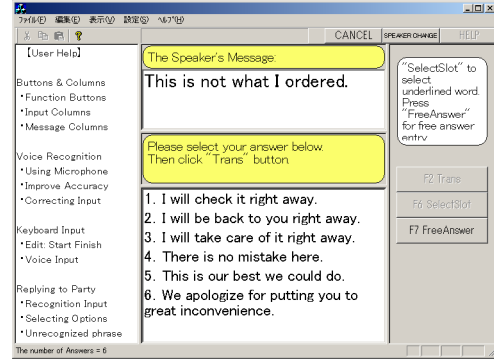 ファイル(F) 編集(E) 表示(V) 設定(S) ヘルプ(H)
CANCEL SPEAKER CHANGE HELP
【User Help】
Buttons & Columns
・Function Buttons
・Input Columns
・Message Columns
Voice Recognition
・Using Microphone
・Improve Accuracy
・Correcting Input
Keyboard Input
・Edit: Start Finish
・Voice Input
Replying to Party
・Recognition Input
・Selecting Options
・Unrecognized phrase
The Speaker's Message:
This is not what I ordered.
Please select your answer below.
Then click "Trans" button.
1. I will check it right away.
2. I will be back to you right away.
3. I will take care of it right away.
4. There is no mistake here.
5. This is our best we could do.
6. We apologize for putting you to
great inconvenience.
"SelectSlot" to
select
underlined word.
Press
"FreeAnswer"
for free answer
entry
F2 Trans
F6 SelectSlot
F7 FreeAnswer
The number of Answers = 6